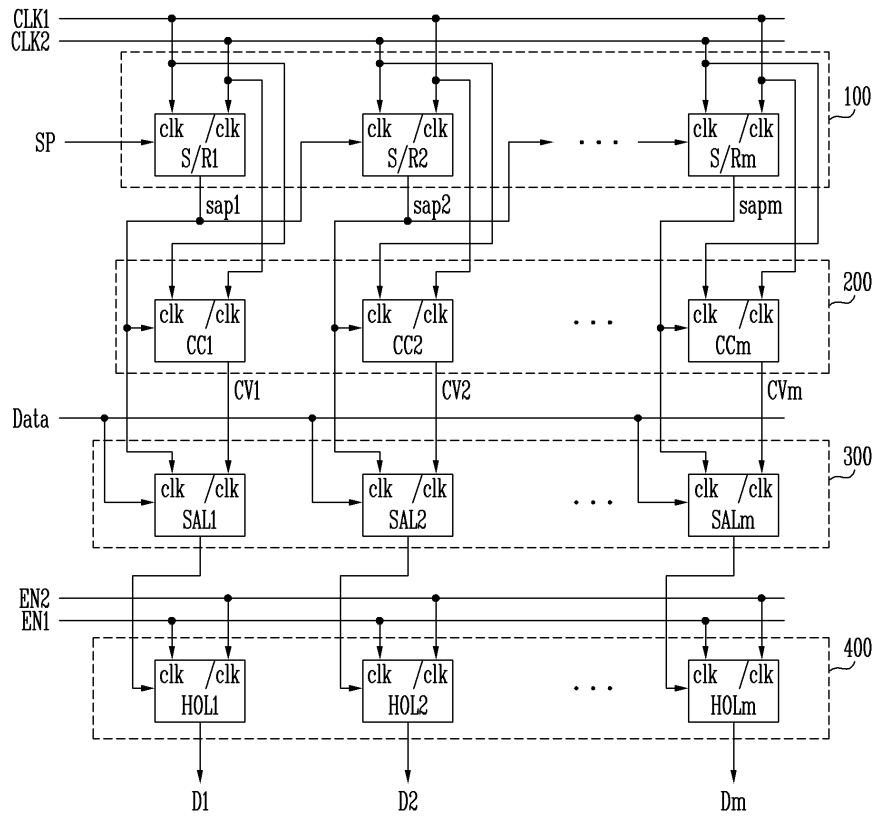 CLK1
CLK2
100
clk /clk
S/R1
clk /clk
S/R2
clk /clk
S/Rm
SP
sap1
sap2
sapm
200
clk /clk
CC1
clk /clk
CC2
clk /clk
CCm
CV1
CV2
CVm
Data
300
clk /clk
SAL1
clk /clk
SAL2
clk /clk
SALm
EN2
EN1
400
clk /clk
HOL1
clk /clk
HOL2
clk /clk
HOLm
D1
D2
Dm